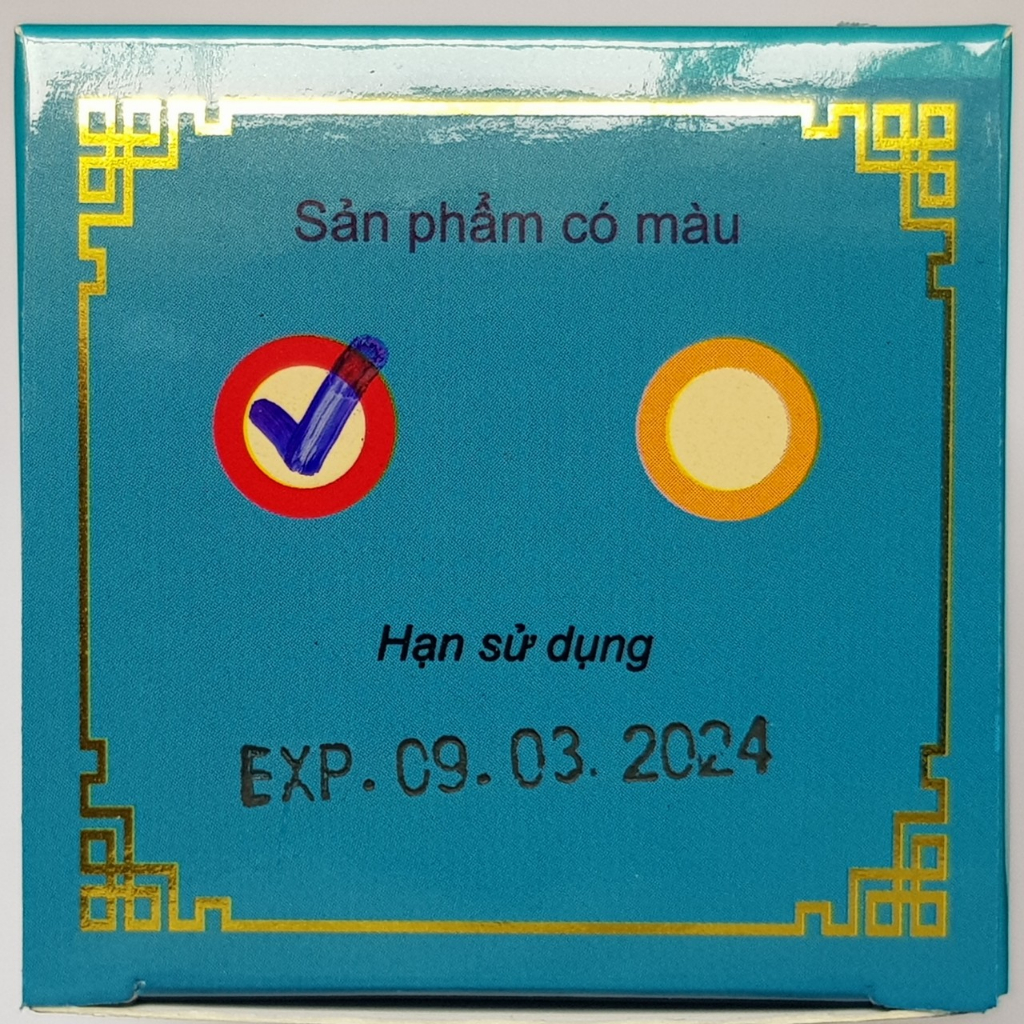 Sản phẩm có màu
Hạn sử dụng
EXP. 09. 03. 2024